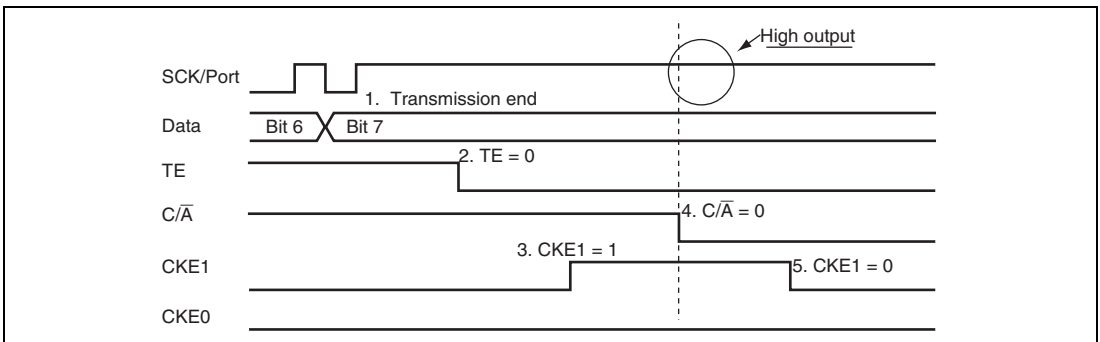 High output
SCK/Port
1. Transmission end
Data Bit 6 Bit 7
2. TE = 0
TE
C/A̅ 4. C/A̅ = 0
3. CKE1 = 1
CKE1 5. CKE1 = 0
CKE0